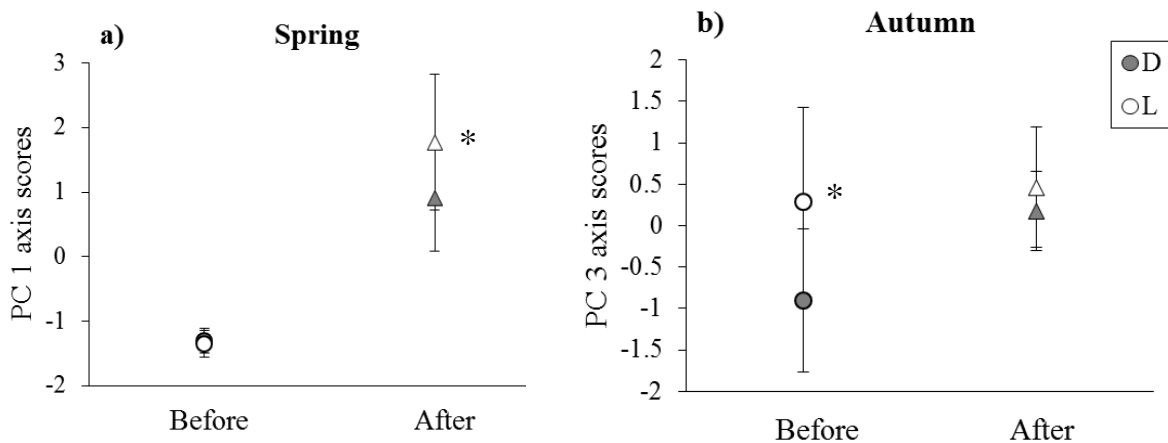 a) Spring
PC 1 axis scores
3
2
1
0
-1
-2
*
Before After
b) Autumn
PC 3 axis scores
2
1.5
1
0.5
0
-0.5
-1
-1.5
-2
*
Before After
D
L